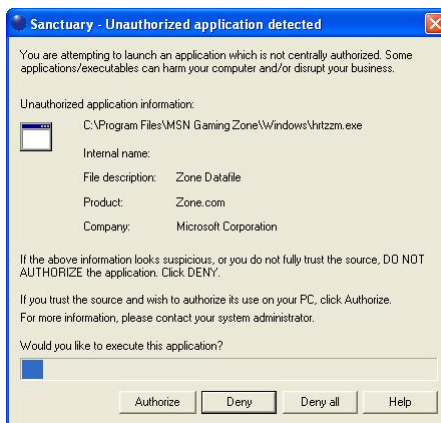 Sanctuary - Unauthorized application detected
You are attempting to launch an application which is not centrally authorized. Some
applications/executables can harm your computer and/or disrupt your business.
Unauthorized application information:
C:\Program Files\MSN Gaming Zone\Windows\hrtzzm.exe
Internal name:
File description: Zone Datafile
Product: Zone.com
Company: Microsoft Corporation
If the above information looks suspicious, or you do not fully trust the source, DO NOT
AUTHORIZE the application. Click DENY.
If you trust the source and wish to authorize its use on your PC, click Authorize.
For more information, please contact your system administrator.
Would you like to execute this application?
Authorize Deny Deny all Help